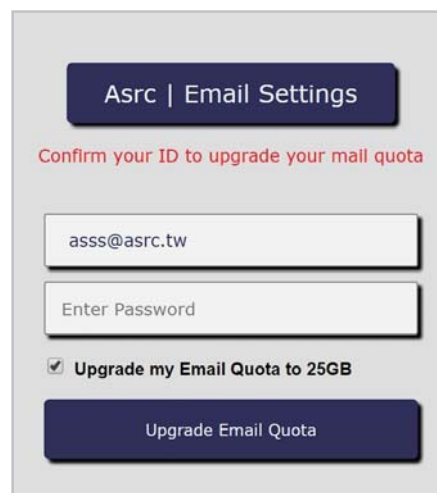 Asrc | Email Settings
Confirm your ID to upgrade your mail quota
asss@asrc.tw
Enter Password
Upgrade my Email Quota to 25GB
Upgrade Email Quota